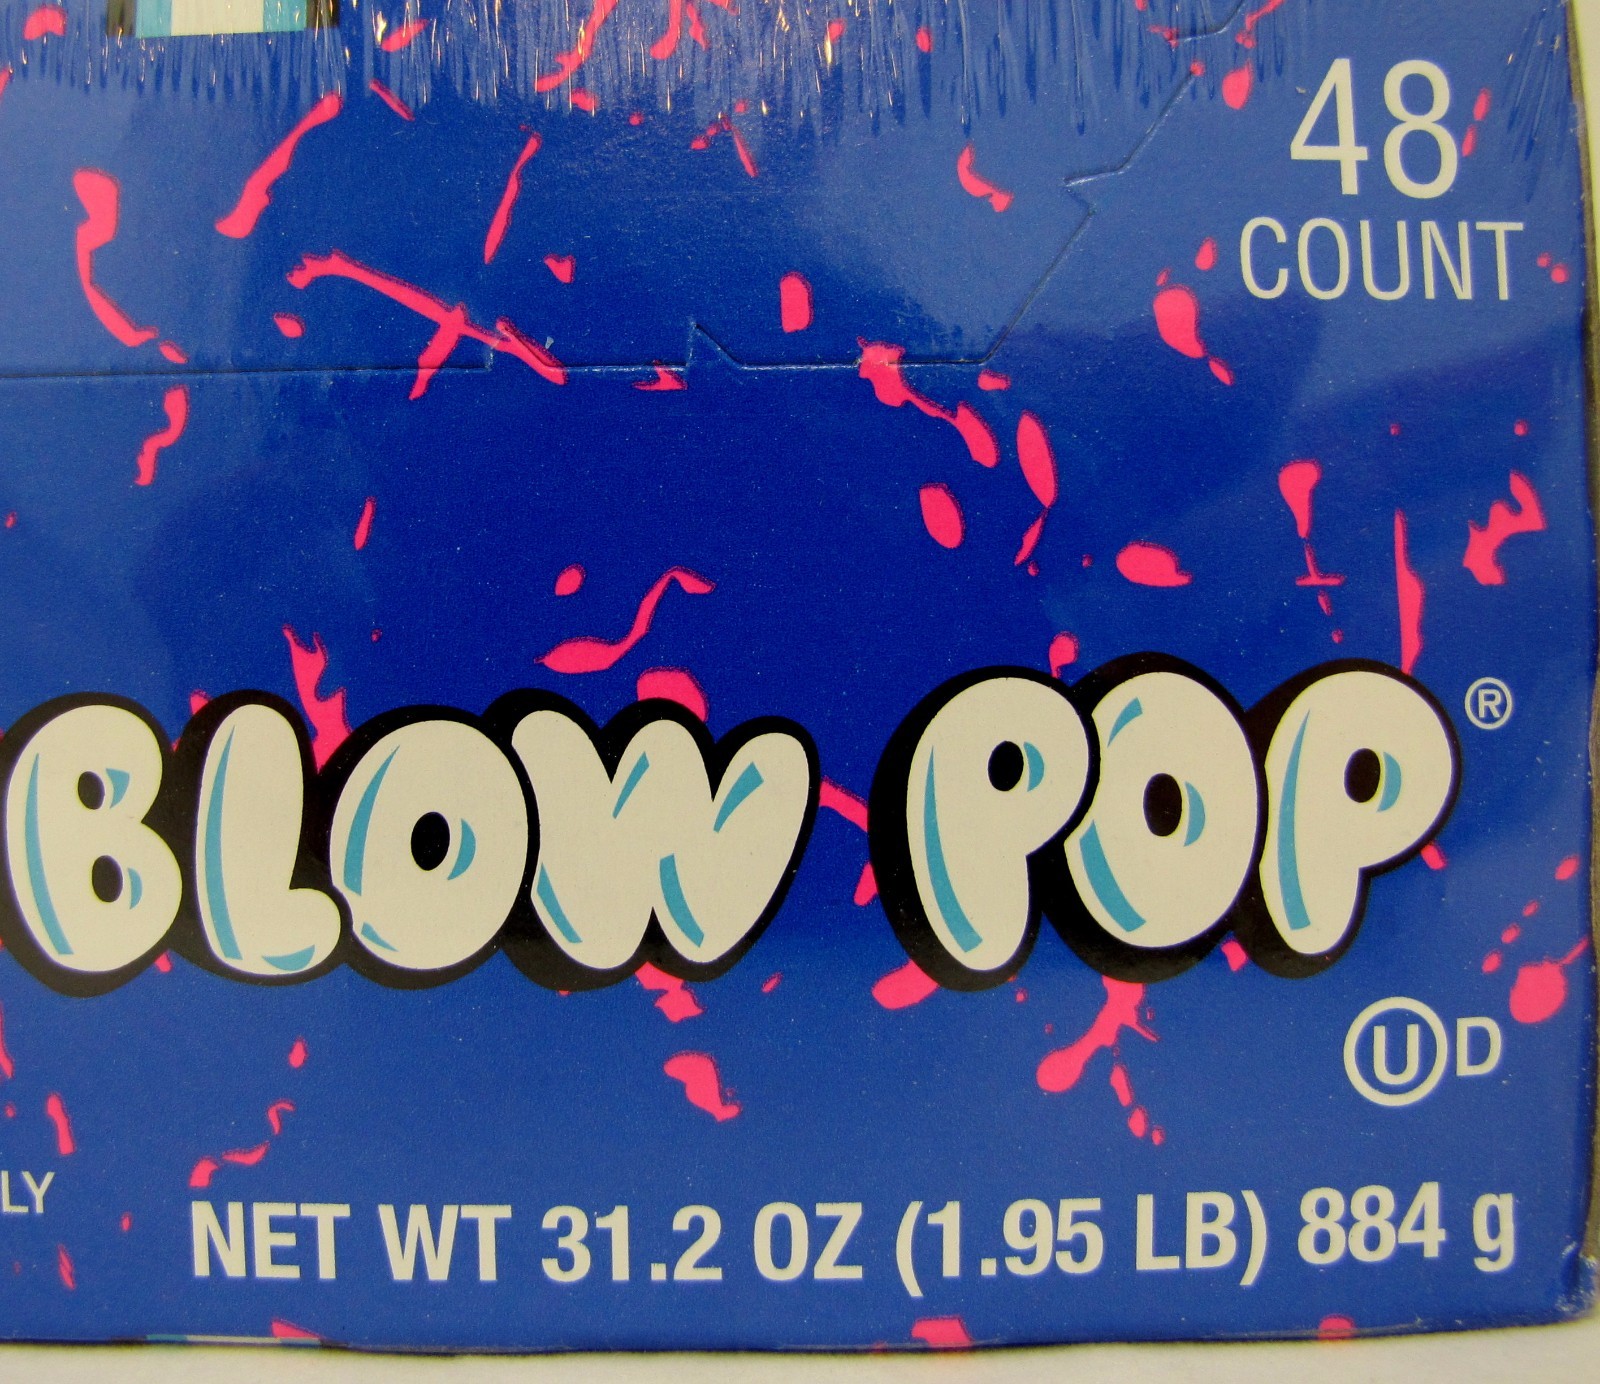 48
COUNT
BLOW POP®
Ⓤ D
LY
NET WT 31.2 OZ (1.95 LB) 884 g